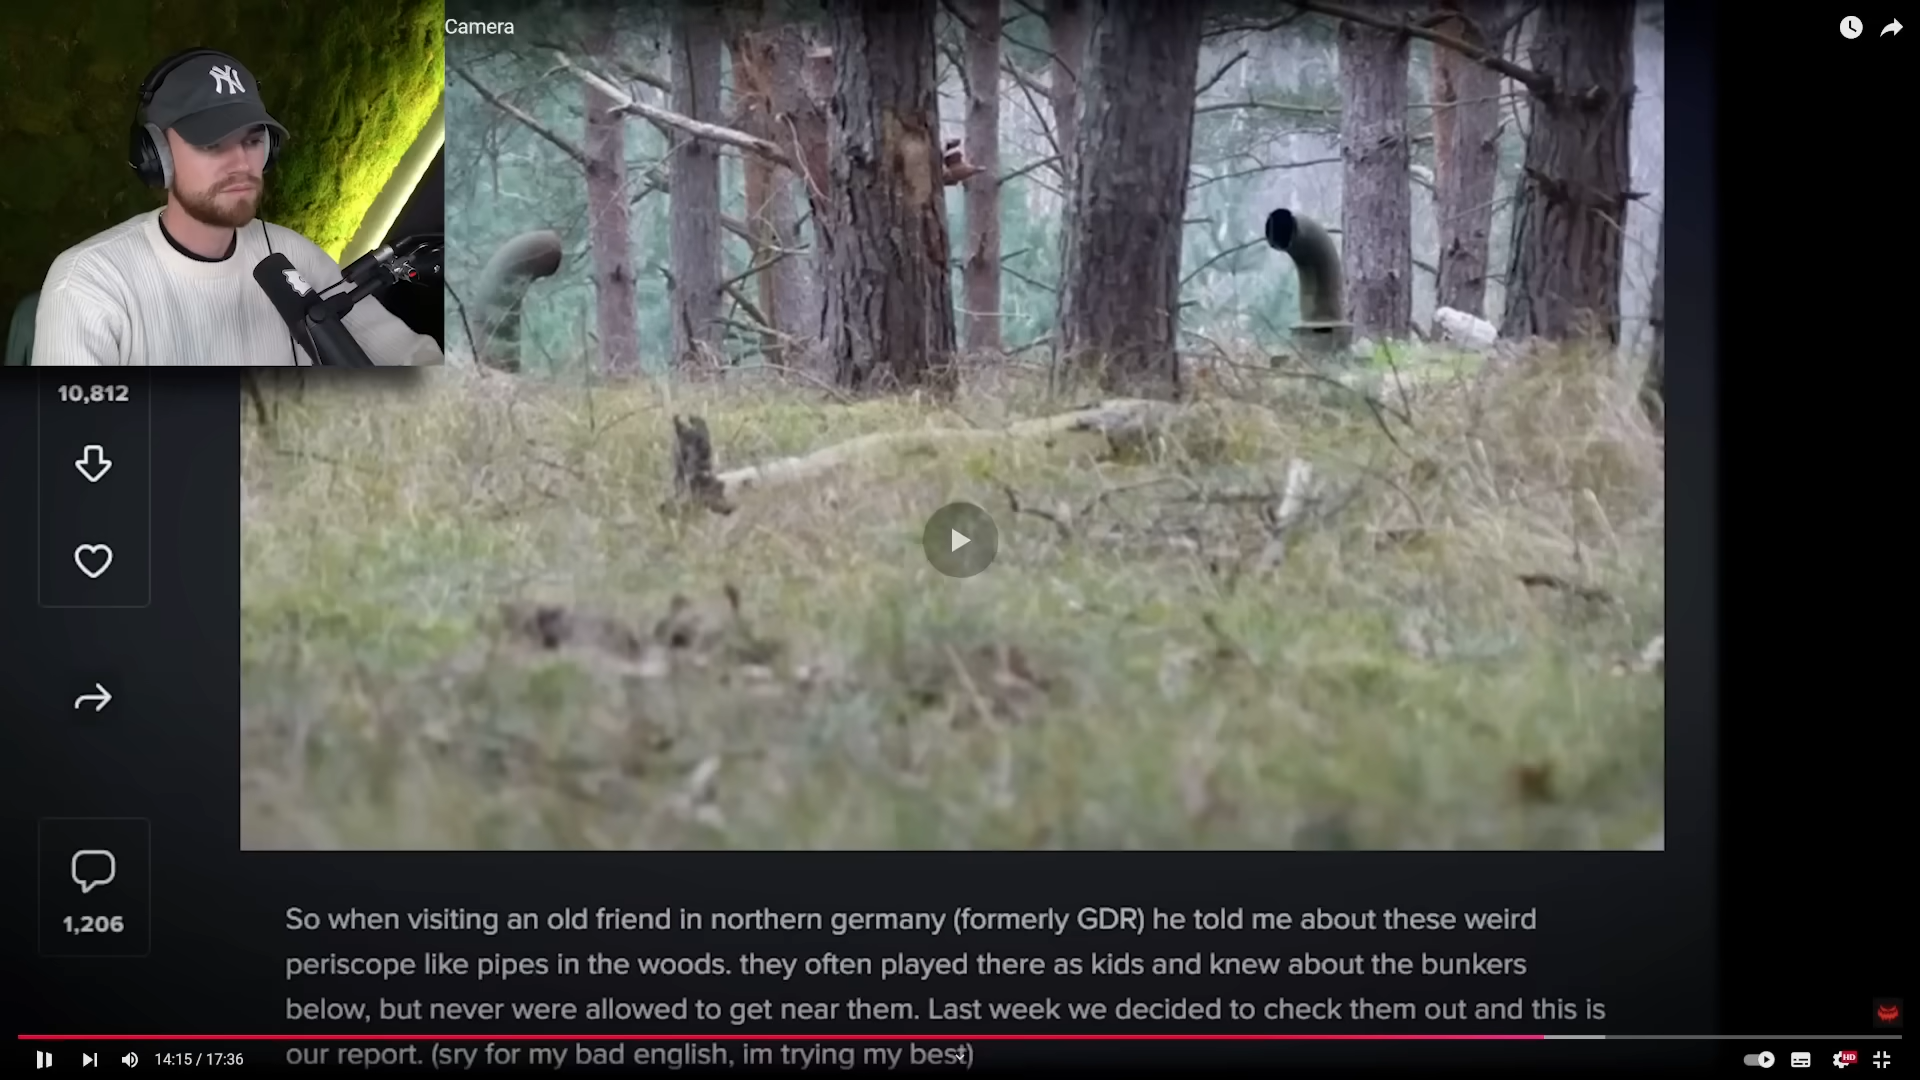 Camera
NY
10,812
1,206
So when visiting an old friend in northern germany (formerly GDR) he told me about these weird
periscope like pipes in the woods. they often played there as kids and knew about the bunkers
below, but never were allowed to get near them. Last week we decided to check them out and this is
our report. (sry for my bad english, im trying my best)
14:15 / 17:36
HD